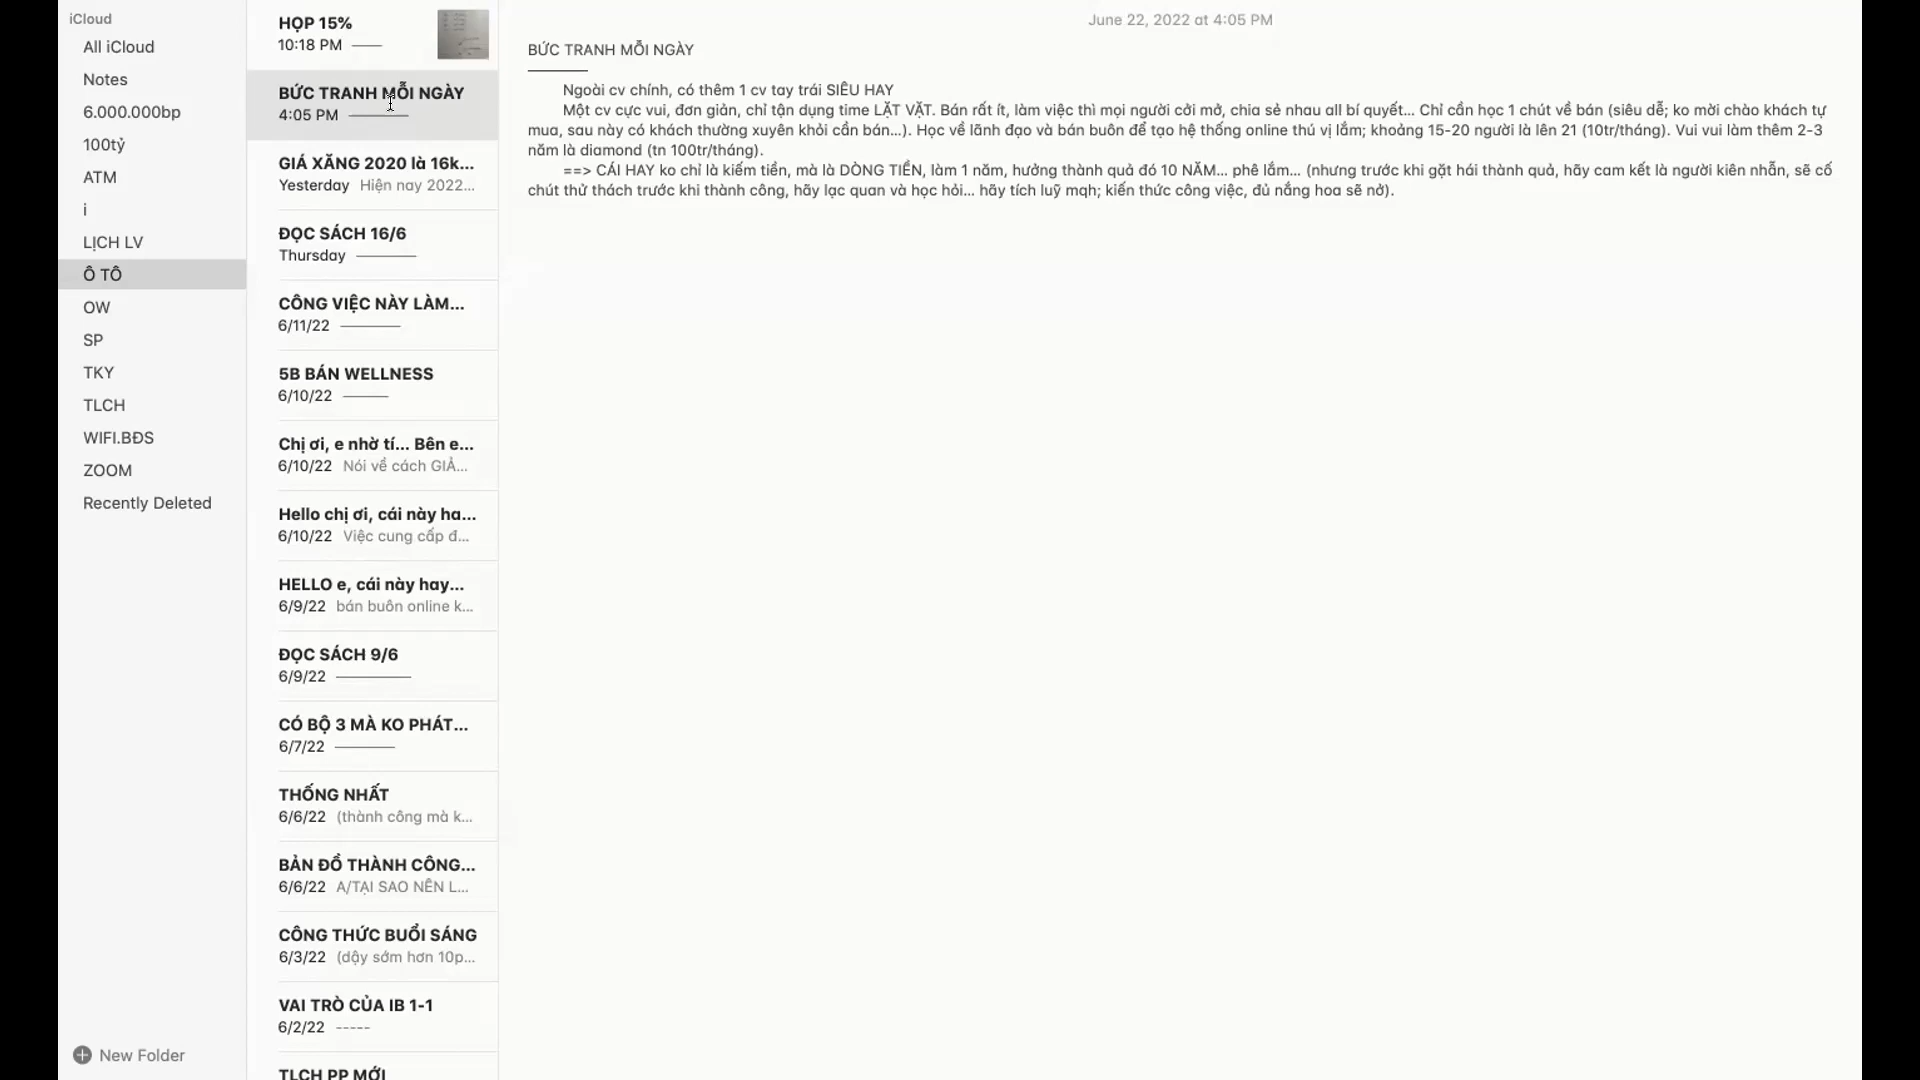 iCloud
All iCloud
Notes
6.000.000bp
100tỷ
ATM
i
LỊCH LV
Ô TÔ
OW
SP
TKY
TLCH
WIFI.BĐS
ZOOM
Recently Deleted
New Folder
HỌP 15%
10:18 PM
BỨC TRANH MỖI NGÀY
4:05 PM
GIÁ XĂNG 2020 là 16k...
Yesterday Hiện nay 2022...
ĐỌC SÁCH 16/6
Thursday
CÔNG VIỆC NÀY LÀM...
6/11/22
5B BÁN WELLNESS
6/10/22
Chị ơi, e nhờ tí... Bên e...
6/10/22 Nói về cách GIẢ...
Hello chị ơi, cái này ha...
6/10/22 Việc cung cấp đ...
HELLO e, cái này hay...
6/9/22 bán buôn online k...
ĐỌC SÁCH 9/6
6/9/22
CÓ BỘ 3 MÀ KO PHÁT...
6/7/22
THỐNG NHẤT
6/6/22 (thành công mà k...
BẢN ĐỒ THÀNH CÔNG...
6/6/22 A/TẠI SAO NÊN L...
CÔNG THỨC BUỔI SÁNG
6/3/22 (dậy sớm hơn 10p...
VAI TRÒ CỦA IB 1-1
6/2/22 -----
TLCH PP MỚI
June 22, 2022 at 4:05 PM
BỨC TRANH MỖI NGÀY
Ngoài cv chính, có thêm 1 cv tay trái SIÊU HAY
Một cv cực vui, đơn giản, chỉ tận dụng time LẶT VẶT. Bán rất ít, làm việc thì mọi người cởi mở, chia sẻ nhau all bí quyết... Chỉ cần học 1 chút về bán (siêu dễ; ko mời chào khách tự
mua, sau này có khách thường xuyên khỏi cần bán...). Học về lãnh đạo và bán buôn để tạo hệ thống online thú vị lắm; khoảng 15-20 người là lên 21 (10tr/tháng). Vui vui làm thêm 2-3
năm là diamond (tn 100tr/tháng).
==> CÁI HAY ko chỉ là kiếm tiền, mà là DÒNG TIỀN, làm 1 năm, hưởng thành quả đó 10 NĂM... phê lắm... (nhưng trước khi gặt hái thành quả, hãy cam kết là người kiên nhẫn, sẽ cố
chút thử thách trước khi thành công, hãy lạc quan và học hỏi... hãy tích luỹ mqh; kiến thức công việc, đủ nắng hoa sẽ nở).